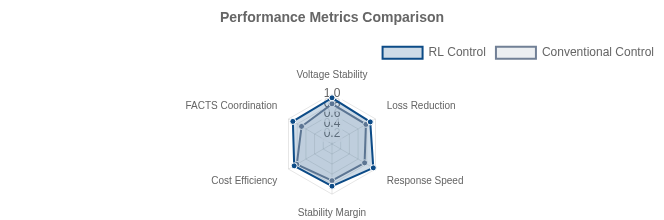 Performance Metrics Comparison
RL Control
Conventional Control
Voltage Stability
1.0
FACTS Coordination
Loss Reduction
0.6
0.4
0.2
Cost Efficiency
Response Speed
Stability Margin